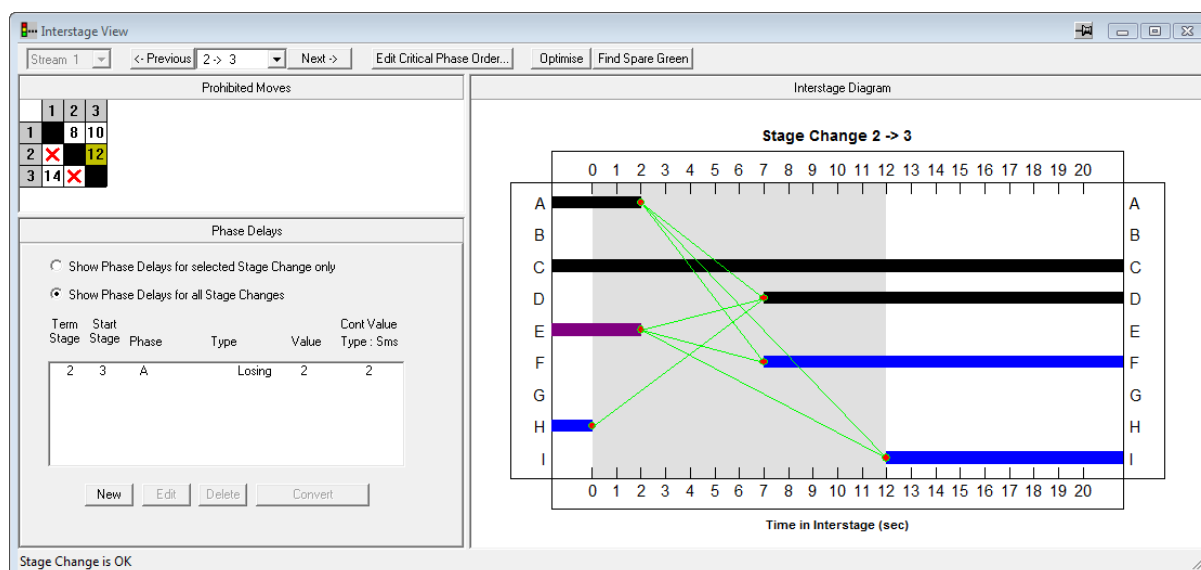 Interstage View
Stream 1 <- Previous 2 -> 3 Next -> Edit Critical Phase Order... Optimise Find Spare Green
Prohibited Moves
1 2 3
1 8 10
2 12
3 14
Phase Delays
Show Phase Delays for selected Stage Change only
Show Phase Delays for all Stage Changes
Term Stage Start Stage Phase Type Value Cont Value Type : Sms
2 3 A Losing 2 2
New Edit Delete Convert
Interstage Diagram
Stage Change 2 -> 3
0 1 2 3 4 5 6 7 8 9 10 11 12 13 14 15 16 17 18 19 20
A A
B B
C C
D D
E E
F F
G G
H H
I I
0 1 2 3 4 5 6 7 8 9 10 11 12 13 14 15 16 17 18 19 20
Time in Interstage (sec)
Stage Change is OK